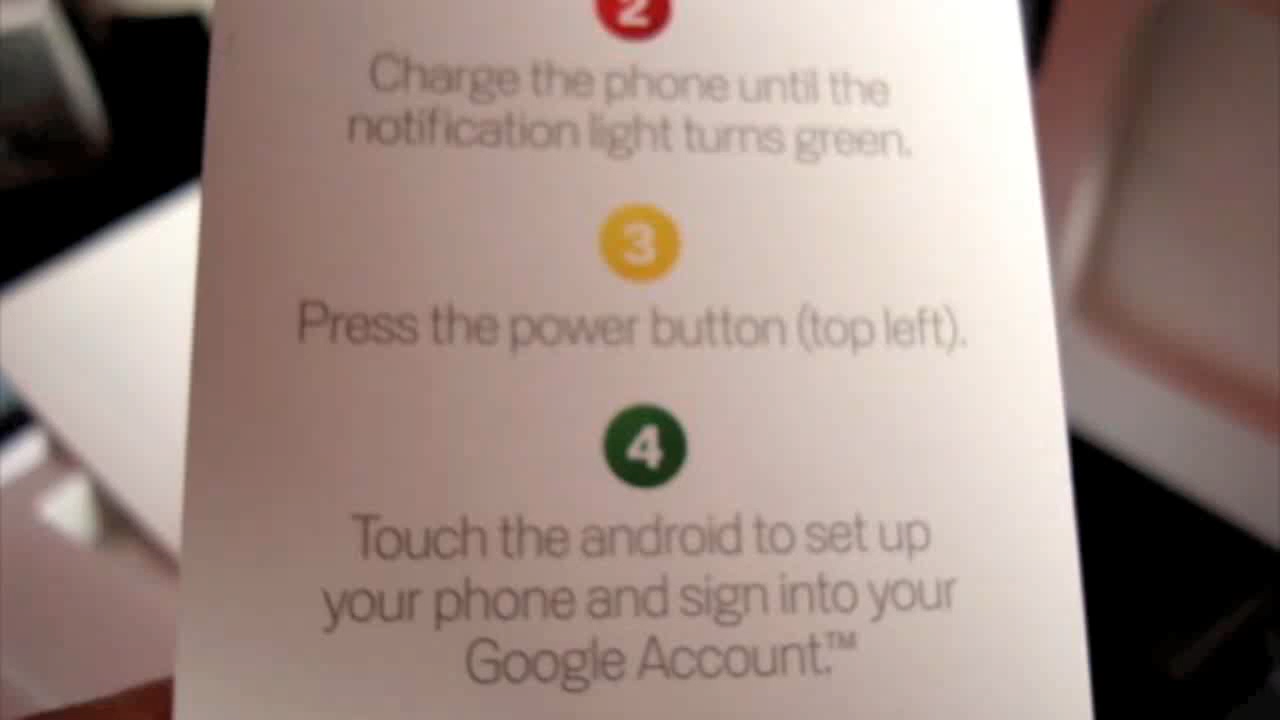 2
Charge the phone until the
notification light turns green.
3
Press the power button (top left).
4
Touch the android to set up
your phone and sign into your
Google Account.™